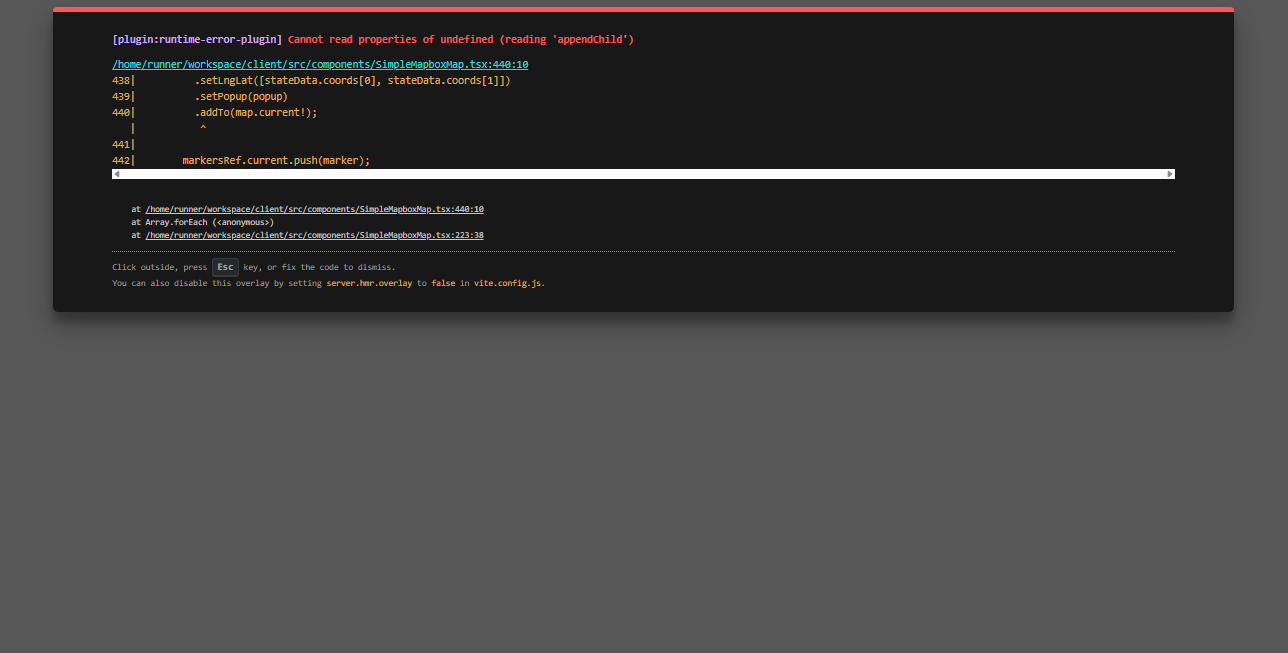 [plugin:runtime-error-plugin] Cannot read properties of undefined (reading 'appendChild')
/home/runner/workspace/client/src/components/SimpleMapboxMap.tsx:440:10
438|          .setLngLat([stateData.coords[0], stateData.coords[1]])
439|          .setPopup(popup)
440|          .addTo(map.current!);
   |           ^
441|
442|        markersRef.current.push(marker);
at /home/runner/workspace/client/src/components/SimpleMapboxMap.tsx:440:10
at Array.forEach (<anonymous>)
at /home/runner/workspace/client/src/components/SimpleMapboxMap.tsx:223:38
Click outside, press Esc key, or fix the code to dismiss.
You can also disable this overlay by setting server.hmr.overlay to false in vite.config.js.